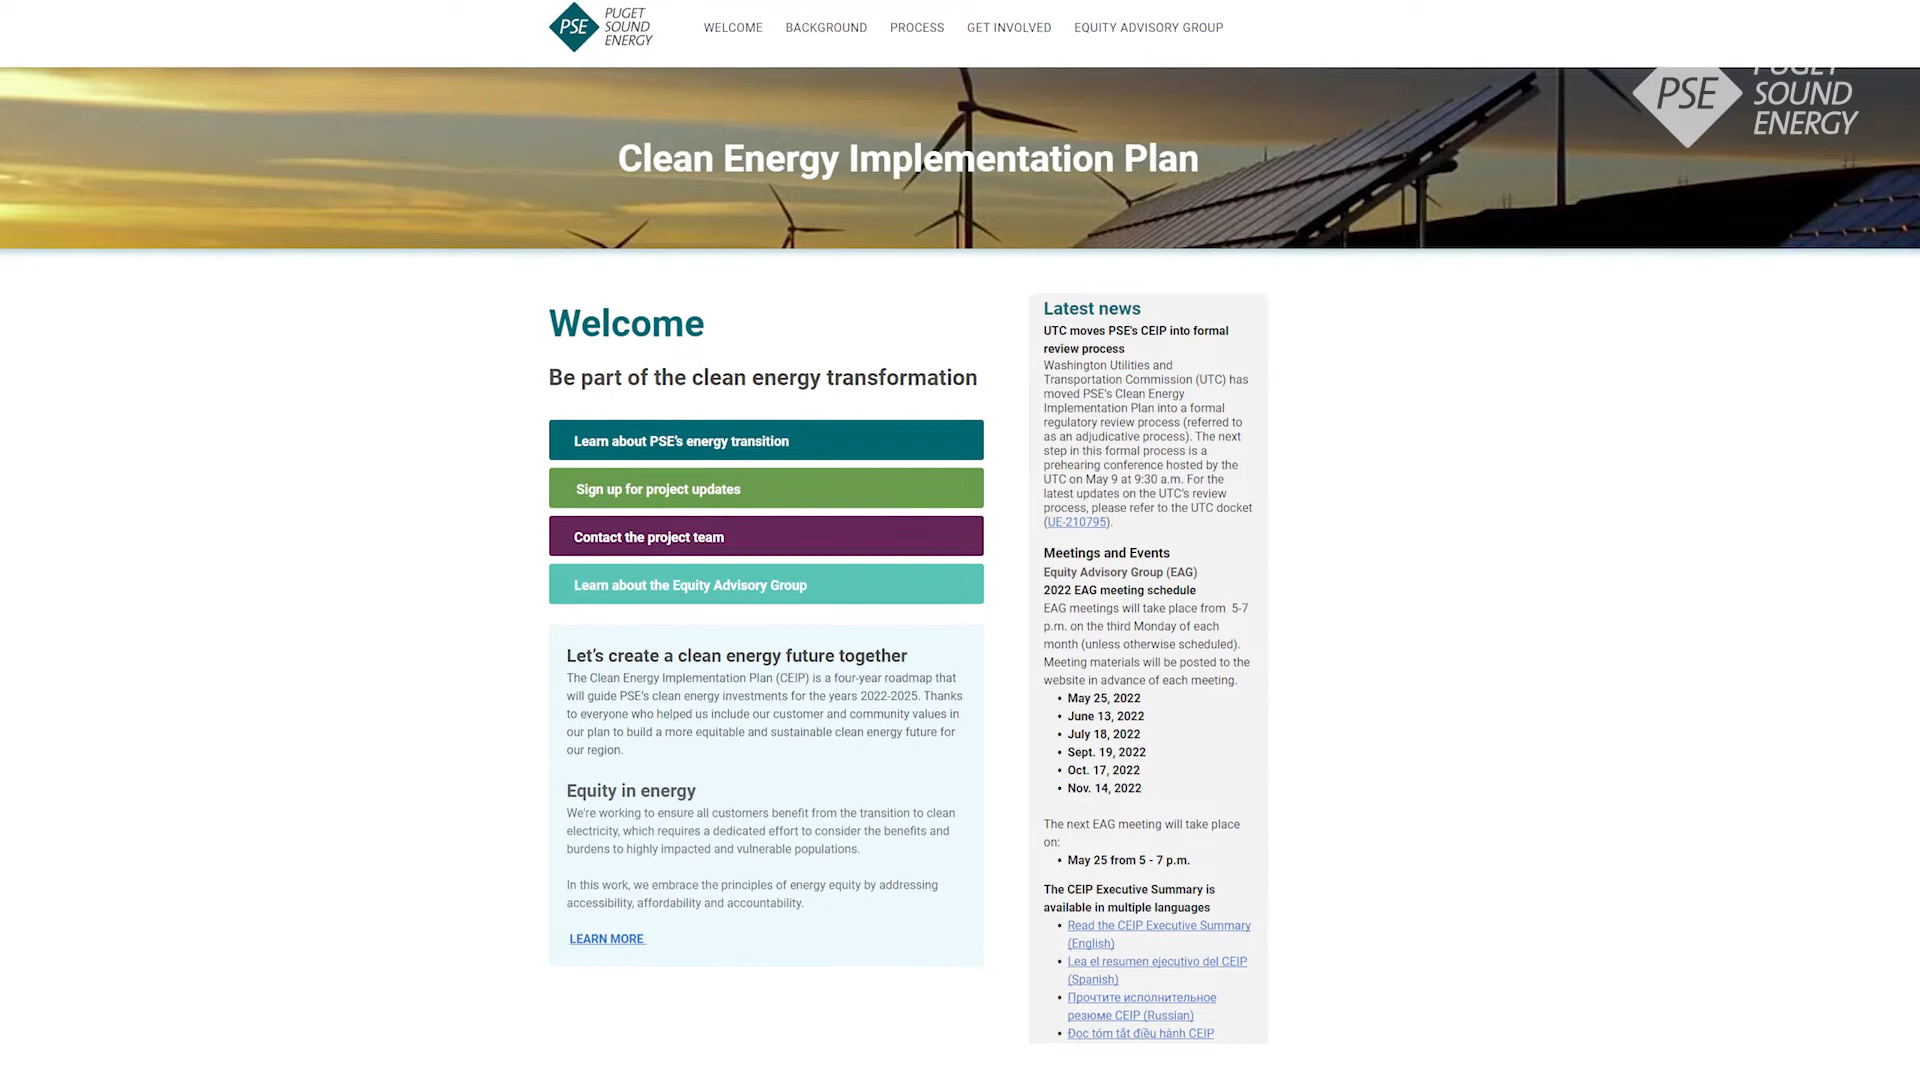 PSE
PUGET
SOUND
ENERGY
WELCOME BACKGROUND PROCESS GET INVOLVED EQUITY ADVISORY GROUP
PSE
PUGET
SOUND
ENERGY
Clean Energy Implementation Plan
Welcome
Be part of the clean energy transformation
Learn about PSE's energy transition
Sign up for project updates
Contact the project team
Learn about the Equity Advisory Group
Let's create a clean energy future together
The Clean Energy Implementation Plan (CEIP) is a four-year roadmap that
will guide PSE's clean energy investments for the years 2022-2025. Thanks
to everyone who helped us include our customer and community values in
our plan to build a more equitable and sustainable clean energy future for
our region.
Equity in energy
We're working to ensure all customers benefit from the transition to clean
electricity, which requires a dedicated effort to consider the benefits and
burdens to highly impacted and vulnerable populations.
In this work, we embrace the principles of energy equity by addressing
accessibility, affordability and accountability.
LEARN MORE
Latest news
UTC moves PSE's CEIP into formal
review process
Washington Utilities and
Transportation Commission (UTC) has
moved PSE's Clean Energy
Implementation Plan into a formal
regulatory review process (referred to
as an adjudicative process). The next
step in this formal process is a
prehearing conference hosted by the
UTC on May 9 at 9:30 a.m. For the
latest updates on the UTC's review
process, please refer to the UTC docket
(UE-210795).
Meetings and Events
Equity Advisory Group (EAG)
2022 EAG meeting schedule
EAG meetings will take place from 5-7
p.m. on the third Monday of each
month (unless otherwise scheduled).
Meeting materials will be posted to the
website in advance of each meeting.
• May 25, 2022
• June 13, 2022
• July 18, 2022
• Sept. 19, 2022
• Oct. 17, 2022
• Nov. 14, 2022
The next EAG meeting will take place
on:
• May 25 from 5 - 7 p.m.
The CEIP Executive Summary is
available in multiple languages
• Read the CEIP Executive Summary
(English)
• Lea el resumen ejecutivo del CEIP
(Spanish)
• Прочтите исполнительное
резюме CEIP (Russian)
• Đọc tóm tắt điều hành CEIP